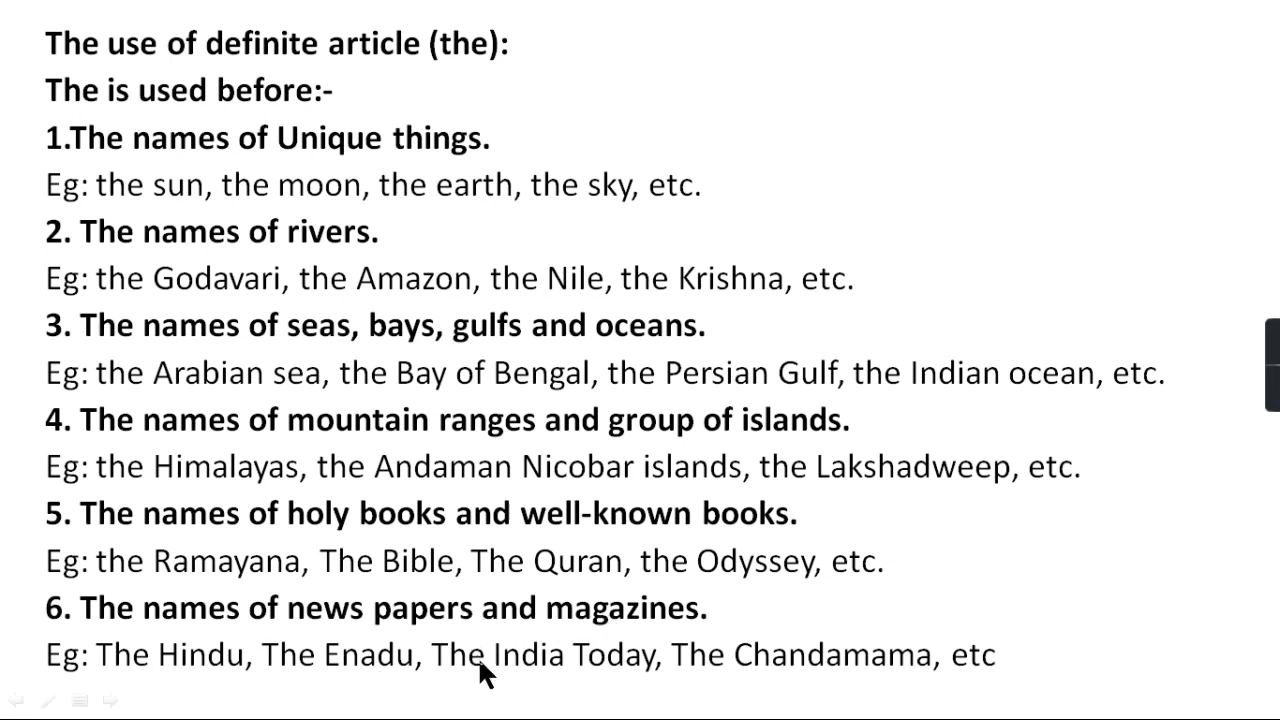 The use of definite article (the):
The is used before:-
1.The names of Unique things.
Eg: the sun, the moon, the earth, the sky, etc.
2. The names of rivers.
Eg: the Godavari, the Amazon, the Nile, the Krishna, etc.
3. The names of seas, bays, gulfs and oceans.
Eg: the Arabian sea, the Bay of Bengal, the Persian Gulf, the Indian ocean, etc.
4. The names of mountain ranges and group of islands.
Eg: the Himalayas, the Andaman Nicobar islands, the Lakshadweep, etc.
5. The names of holy books and well-known books.
Eg: the Ramayana, The Bible, The Quran, the Odyssey, etc.
6. The names of news papers and magazines.
Eg: The Hindu, The Enadu, The India Today, The Chandamama, etc